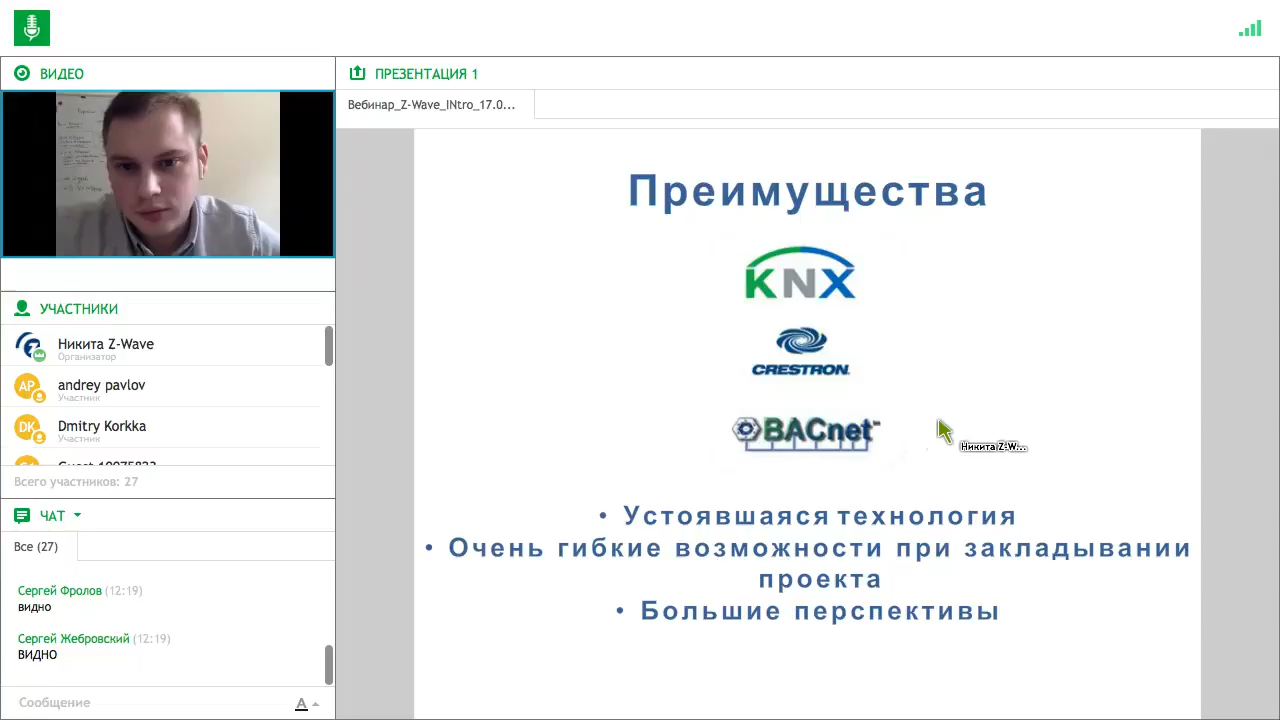 ВИДЕО
УЧАСТНИКИ
Никита Z-Wave
Организатор
AP
andrey pavlov
Участник
DK
Dmitry Korkka
Участник
Всего участников: 27
ЧАТ
Все (27)
Сергей Фролов (12:19)
видно
Сергей Жебровский (12:19)
ВИДНО
Сообщение
A
ПРЕЗЕНТАЦИЯ 1
Вебинар_Z-Wave_INtro_17.0...
Преимущества
KNX
CRESTRON
BACnet
Никита Z-W...
• Устоявшаяся технология
• Очень гибкие возможности при закладывании
проекта
• Большие перспективы